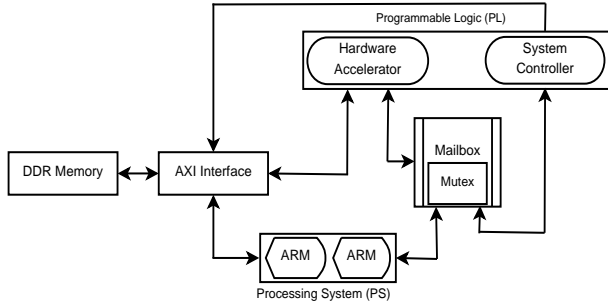 Programmable Logic (PL)
Hardware
Accelerator
System
Controller
DDR Memory
AXI Interface
Mailbox
Mutex
ARM
ARM
Processing System (PS)